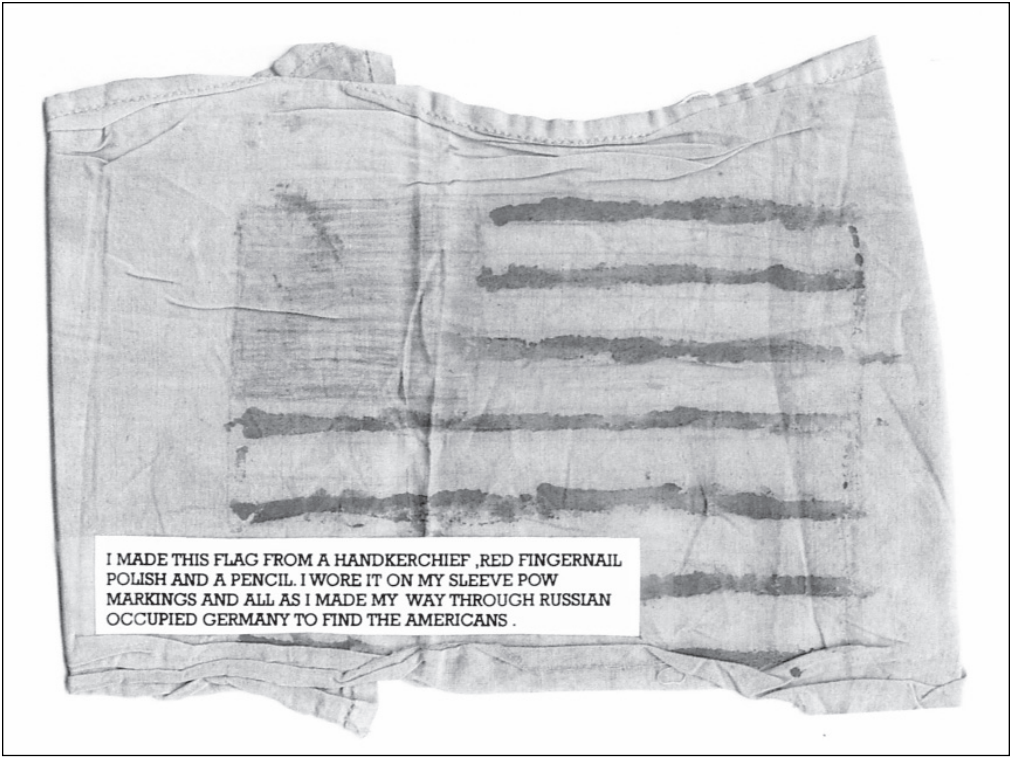 I MADE THIS FLAG FROM A HANDKERCHIEF ,RED FINGERNAIL
POLISH AND A PENCIL. I WORE IT ON MY SLEEVE POW
MARKINGS AND ALL AS I MADE MY WAY THROUGH RUSSIAN
OCCUPIED GERMANY TO FIND THE AMERICANS .